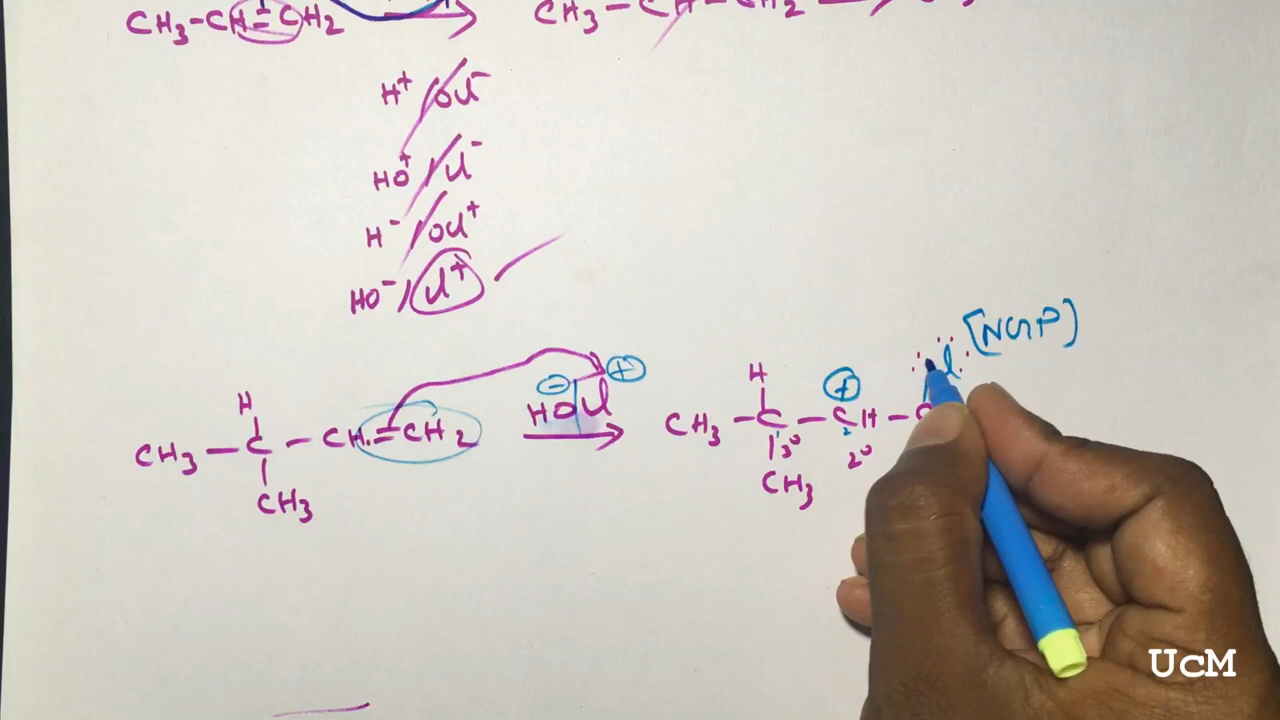 CH3-CH=CH2
CH3-CH-CH2
H+ / OCl-
HO+ / Cl-
H- / OCl+
HO- / Cl+
[NGP]
H
CH3-C-CH=CH2
CH3
- +
HOCl
H +
CH3-C-CH-C
1 3° 2 2°
CH3
Cl
UcM